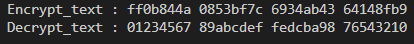 Encrypt_text : ff0b844a 0853bf7c 6934ab43 64148fb9
Decrypt_text : 01234567 89abcdef fedcba98 76543210